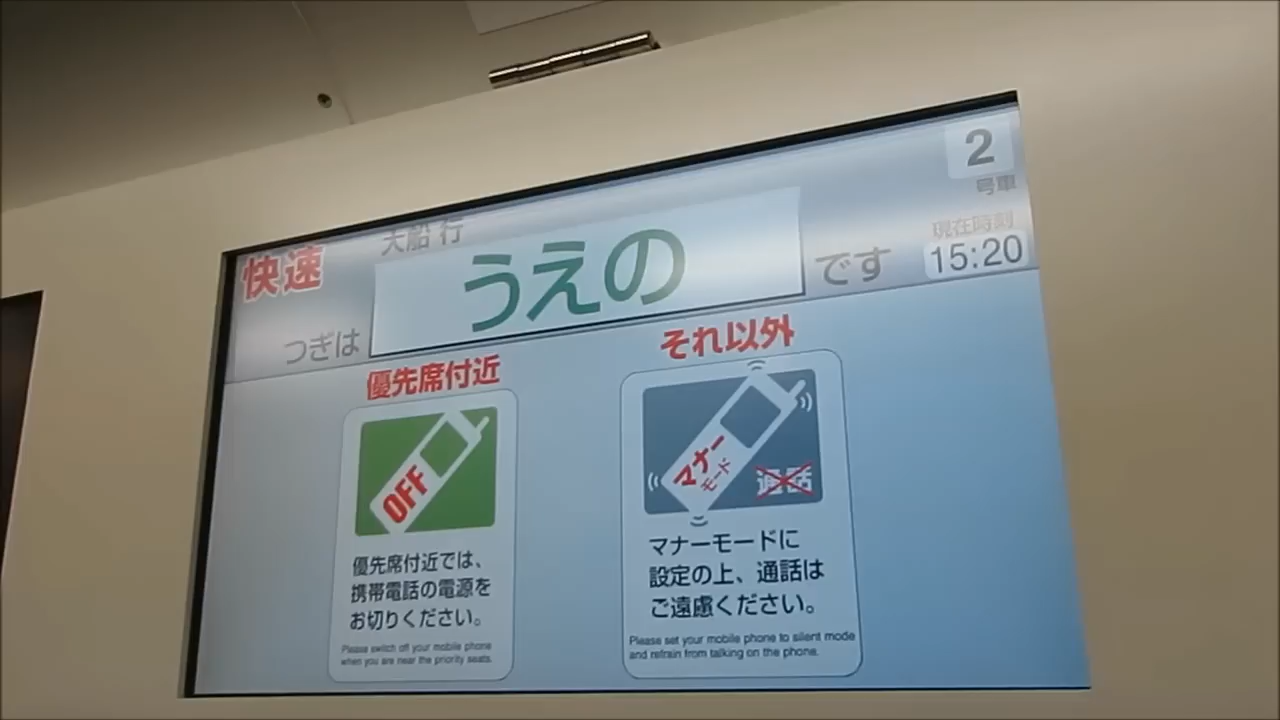 2
号車
快速
大船 行
現在時刻
15:20
つぎは
うえの
です
優先席付近
OFF
優先席付近では、
携帯電話の電源を
お切りください。
Please switch off your mobile phone
when you are near the priority seats.
それ以外
マナー
モード
通話
マナーモードに
設定の上、通話は
ご遠慮ください。
Please set your mobile phone to silent mode
and refrain from talking on the phone.